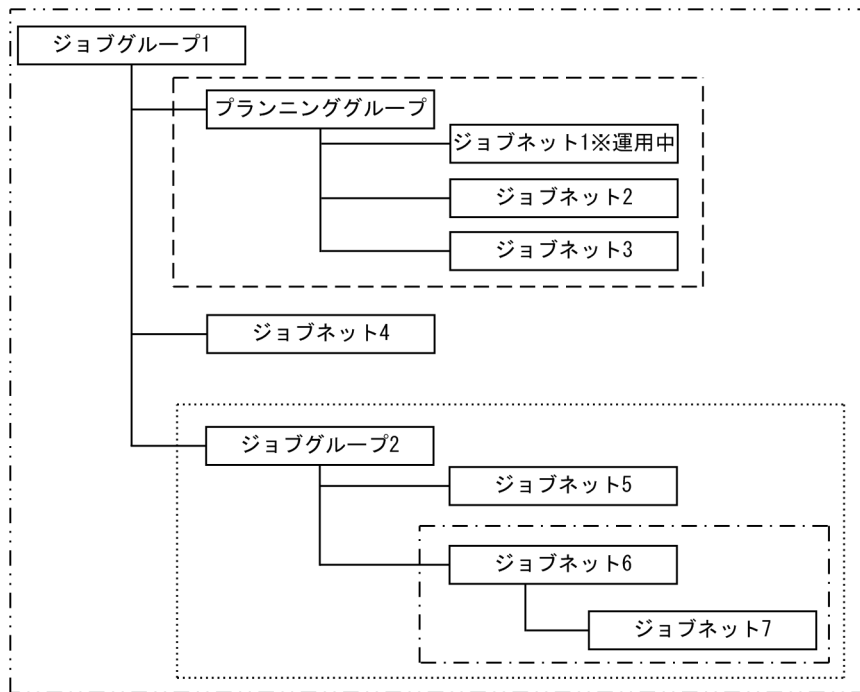 ジョブグループ1
プランニンググループ
ジョブネット1※運用中
ジョブネット2
ジョブネット3
ジョブネット4
ジョブグループ2
ジョブネット5
ジョブネット6
ジョブネット7